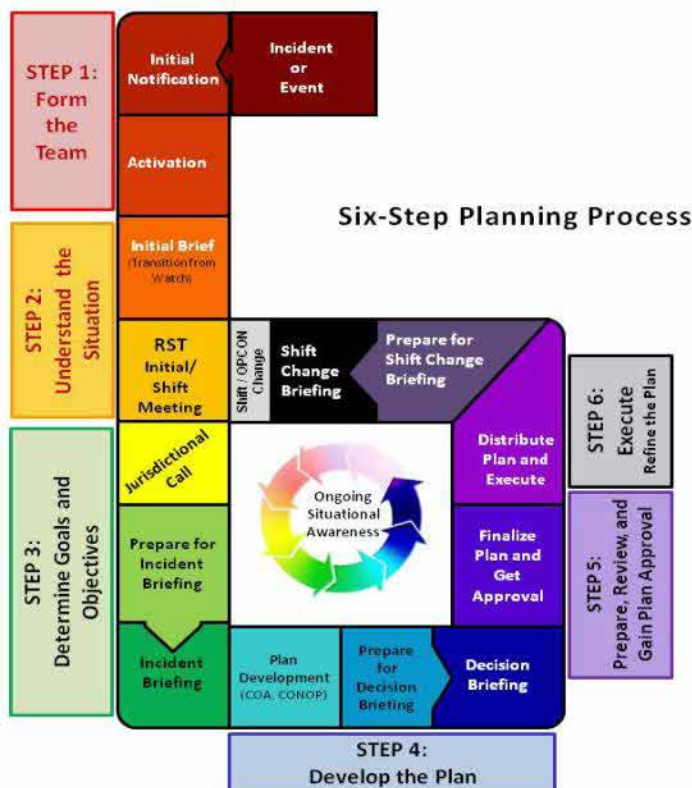 STEP 1:
Form
the
Team
Initial
Notification
Incident
or
Event
Activation
Six-Step Planning Process
STEP 2:
Understand the
Situation
Initial Brief
(Transition from
Watch)
RST
Initial/
Shift
Meeting
Shift / OPCON
Change
Shift
Change
Briefing
Prepare for
Shift Change
Briefing
STEP 6:
Execute
Refine the Plan
Distribute
Plan and
Execute
STEP 3:
Determine Goals and
Objectives
Jurisdictional
Call
Ongoing
Situational
Awareness
Prepare for
Incident
Briefing
Finalize
Plan and
Get
Approval
STEP 5:
Prepare, Review, and
Gain Plan Approval
Incident
Briefing
Plan
Development
(COA, CONOP)
Prepare
for
Decision
Briefing
Decision
Briefing
STEP 4:
Develop the Plan